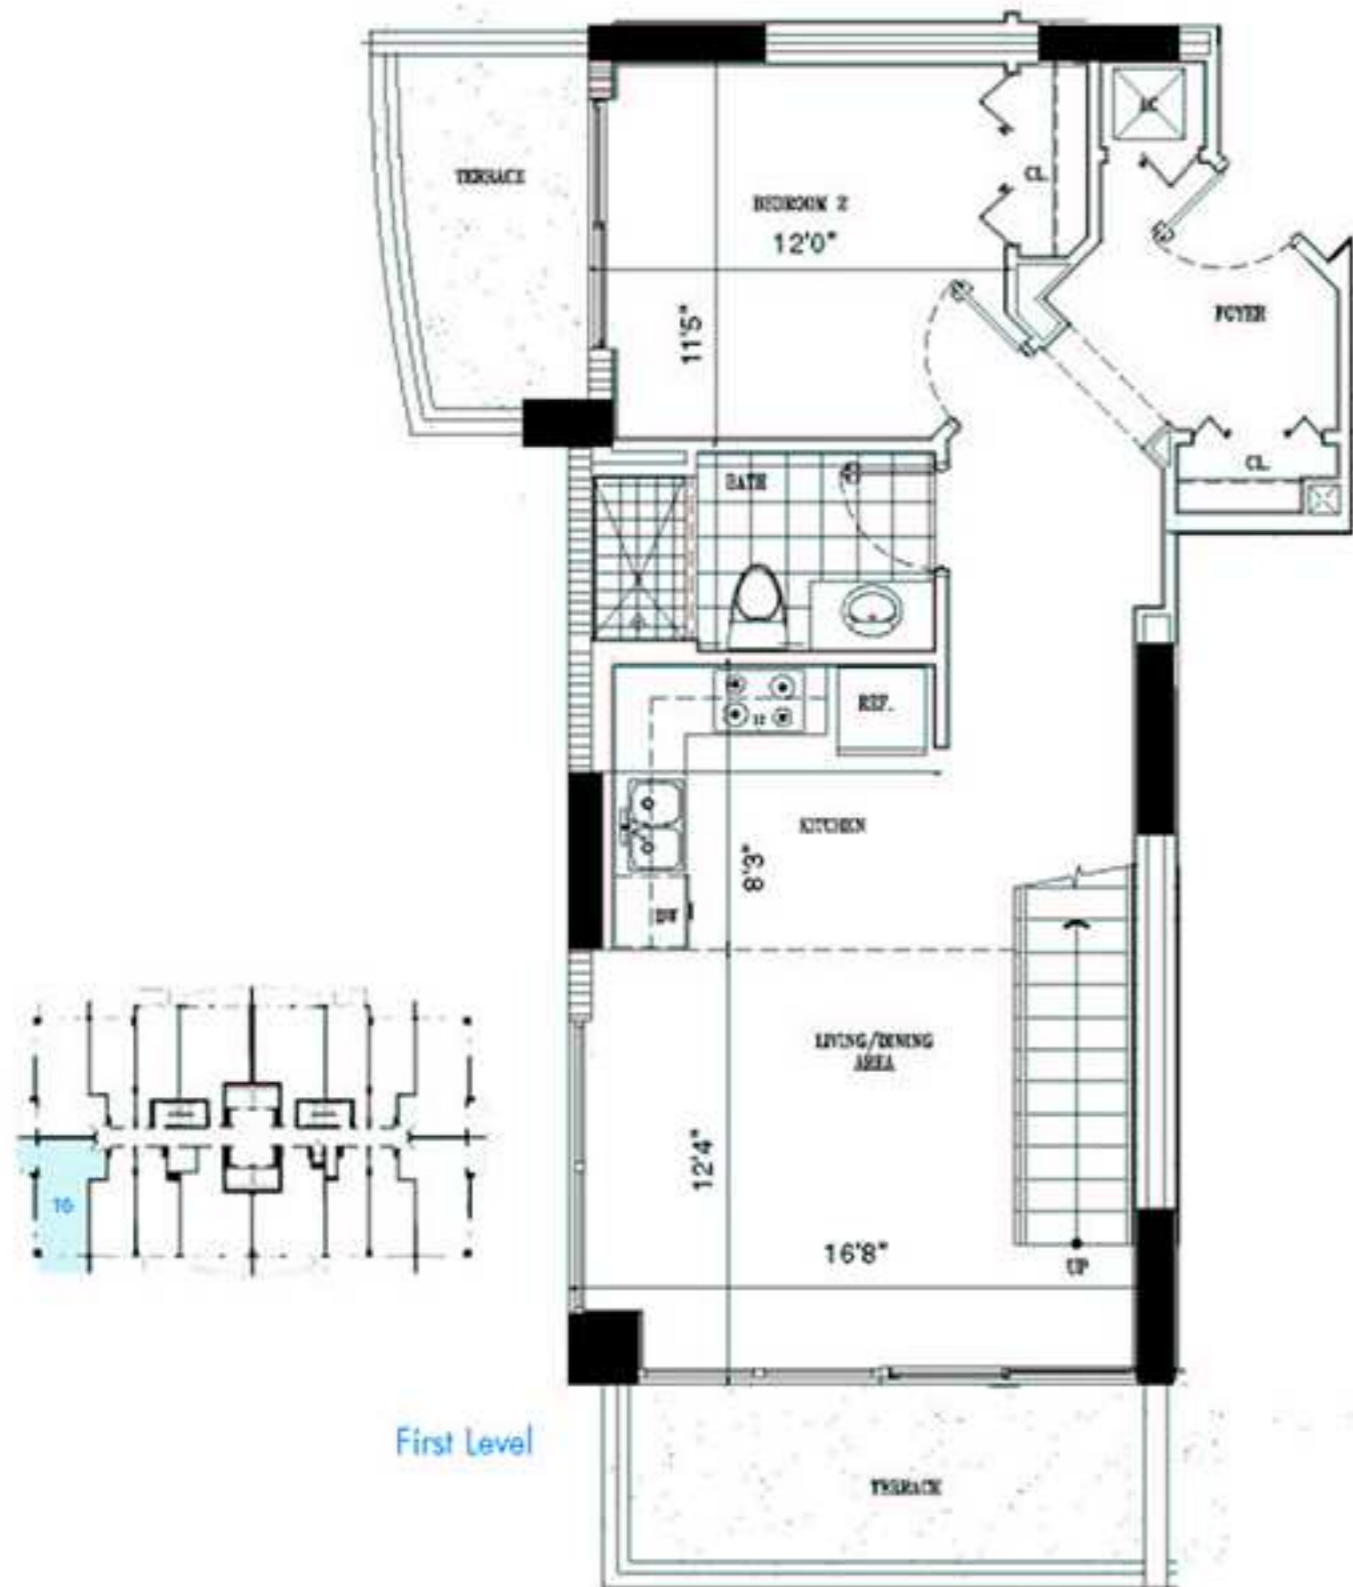 AC
TERRACE
CL.
BEDROOM 2
12'0"
FOYER
11'5"
CL.
BATH
REF.
KITCHEN
8'3"
DW
LIVING/DINING
AREA
12'4"
16'8"
UP
First Level
TERRACE